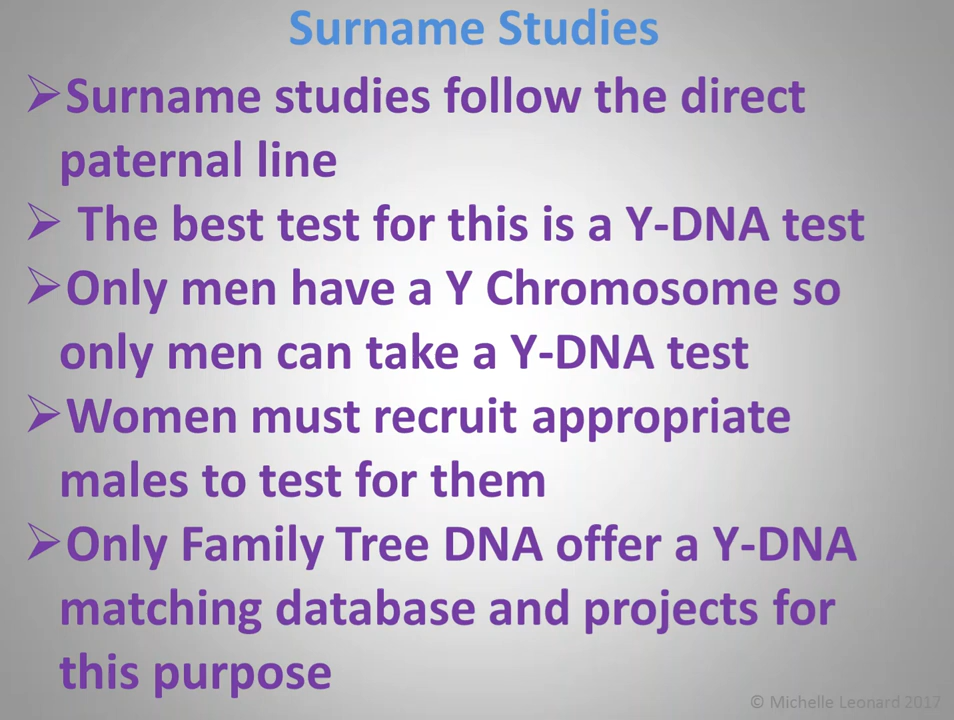 Surname Studies
➢Surname studies follow the direct
paternal line
➢ The best test for this is a Y-DNA test
➢Only men have a Y Chromosome so
only men can take a Y-DNA test
➢Women must recruit appropriate
males to test for them
➢Only Family Tree DNA offer a Y-DNA
matching database and projects for
this purpose
© Michelle Leonard 2017